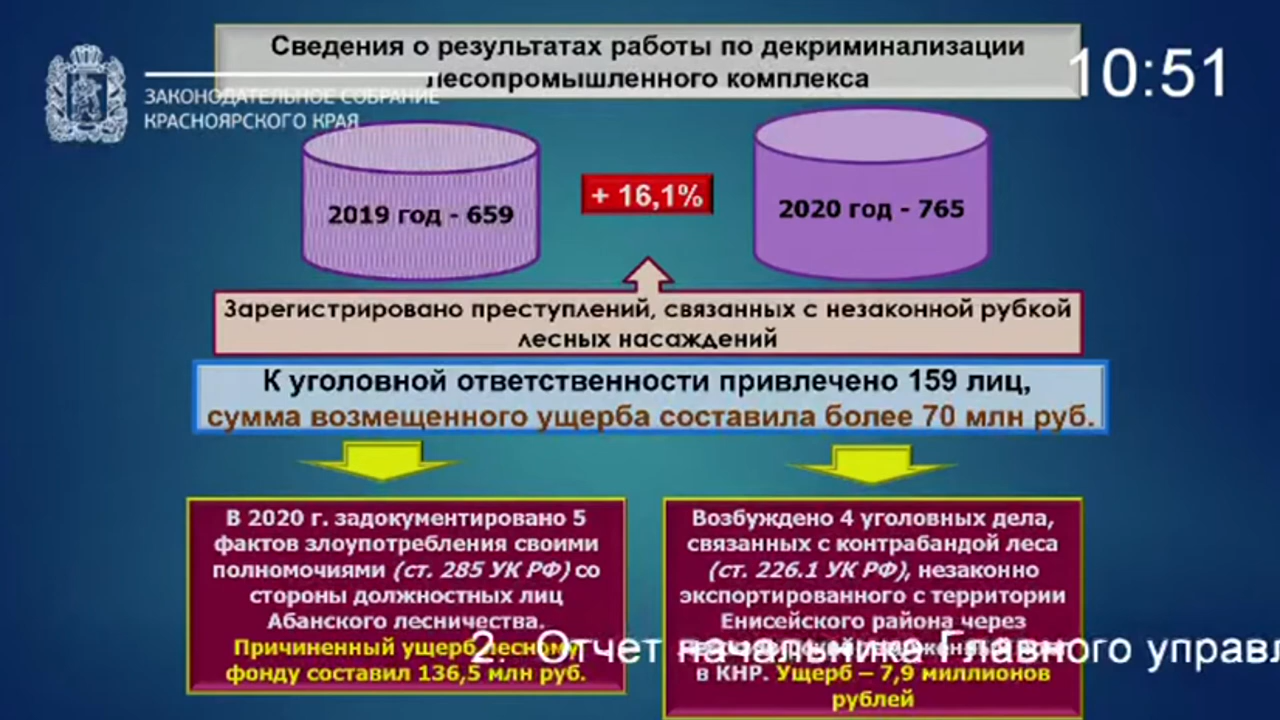 Сведения о результатах работы по декриминализации
лесопромышленного комплекса
10:51
ЗАКОНОДАТЕЛЬНОЕ СОБРАНИЕ
КРАСНОЯРСКОГО КРАЯ
2019 год - 659
+ 16,1%
2020 год - 765
Зарегистрировано преступлений, связанных с незаконной рубкой
лесных насаждений
К уголовной ответственности привлечено 159 лиц,
сумма возмещенного ущерба составила более 70 млн руб.
В 2020 г. задокументировано 5
фактов злоупотребления своими
полномочиями (ст. 285 УК РФ) со
стороны должностных лиц
Абанского лесничества.
Причиненный ущерб лесному
фонду составил 136,5 млн руб.
Возбуждено 4 уголовных дела,
связанных с контрабандой леса
(ст. 226.1 УК РФ), незаконно
экспортированного с территории
Енисейского района через
в КНР. Ущерб – 7,9 миллионов
рублей
2. Отчет начальника Главного управл